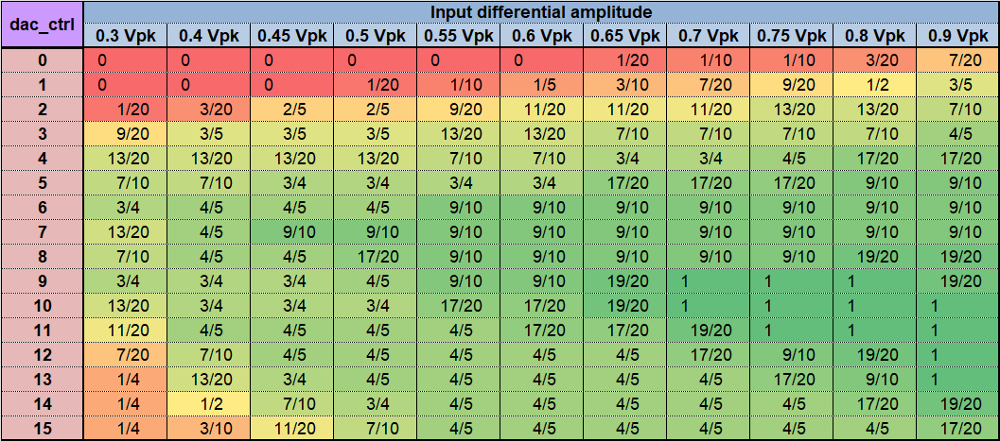 dac_ctrl Input differential amplitude
0.3 Vpk 0.4 Vpk 0.45 Vpk 0.5 Vpk 0.55 Vpk 0.6 Vpk 0.65 Vpk 0.7 Vpk 0.75 Vpk 0.8 Vpk 0.9 Vpk
0 0 0 0 0 0 0 1/20 1/10 1/10 3/20 7/20
1 0 0 0 1/20 1/10 1/5 3/10 7/20 9/20 1/2 3/5
2 1/20 3/20 2/5 2/5 9/20 11/20 11/20 11/20 13/20 13/20 7/10
3 9/20 3/5 3/5 3/5 13/20 13/20 7/10 7/10 7/10 7/10 4/5
4 13/20 13/20 13/20 13/20 7/10 7/10 3/4 3/4 4/5 17/20 17/20
5 7/10 7/10 3/4 3/4 3/4 3/4 17/20 17/20 17/20 9/10 9/10
6 3/4 4/5 4/5 4/5 9/10 9/10 9/10 9/10 9/10 9/10 9/10
7 13/20 4/5 9/10 9/10 9/10 9/10 9/10 9/10 9/10 9/10 9/10
8 7/10 4/5 4/5 17/20 9/10 9/10 9/10 9/10 9/10 19/20 19/20
9 3/4 3/4 3/4 4/5 9/10 9/10 19/20 1 1 1 19/20
10 13/20 3/4 3/4 3/4 17/20 17/20 19/20 1 1 1 1
11 11/20 4/5 4/5 4/5 4/5 17/20 17/20 19/20 1 1 1
12 7/20 7/10 4/5 4/5 4/5 4/5 4/5 17/20 9/10 19/20 1
13 1/4 13/20 3/4 4/5 4/5 4/5 4/5 4/5 17/20 9/10 1
14 1/4 1/2 7/10 3/4 4/5 4/5 4/5 4/5 4/5 17/20 19/20
15 1/4 3/10 11/20 7/10 4/5 4/5 4/5 4/5 4/5 4/5 17/20